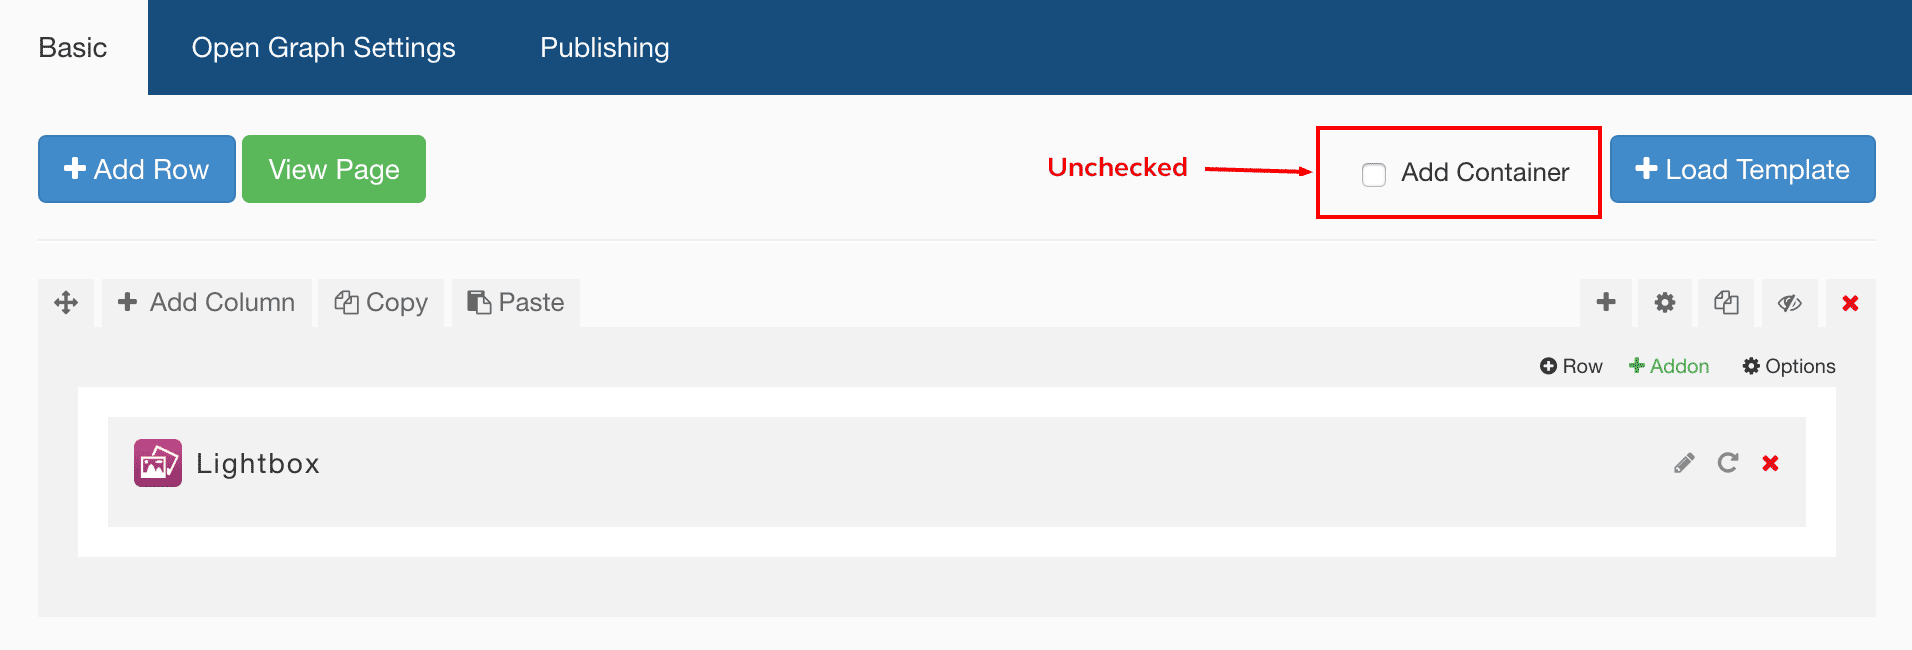 Basic Open Graph Settings Publishing
Add Row View Page Unchecked Add Container Load Template
Add Column Copy Paste
Row Addon Options
Lightbox